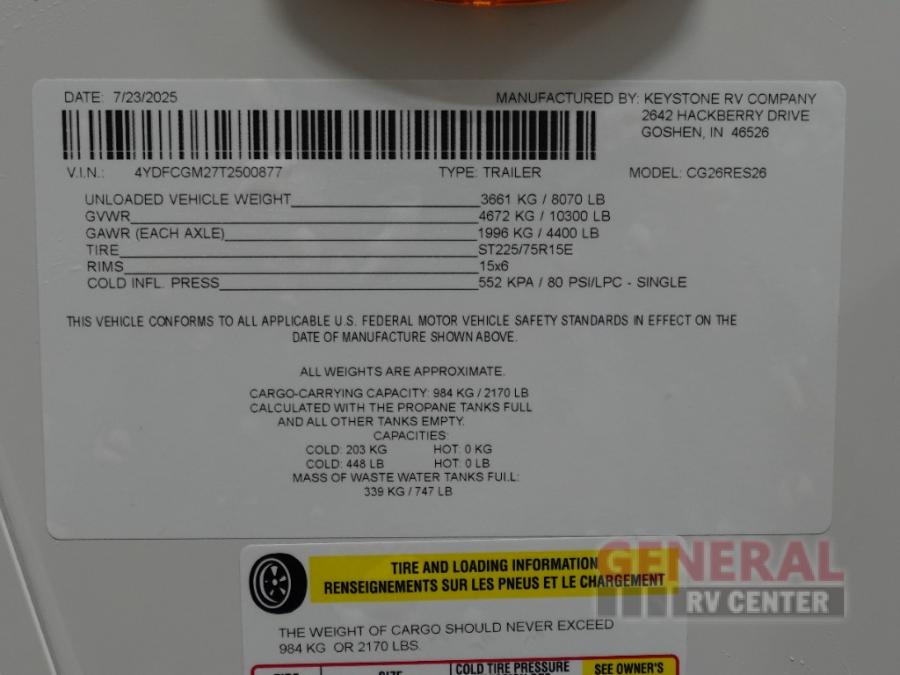 DATE: 7/23/2025
MANUFACTURED BY: KEYSTONE RV COMPANY
2642 HACKBERRY DRIVE
GOSHEN, IN 46526
V.I.N.: 4YDFCGM27T2500877 TYPE: TRAILER MODEL: CG26RES26
UNLOADED VEHICLE WEIGHT 3661 KG / 8070 LB
GVWR 4672 KG / 10300 LB
GAWR (EACH AXLE) 1996 KG / 4400 LB
TIRE ST225/75R15E
RIMS 15x6
COLD INFL. PRESS 552 KPA / 80 PSI/LPC - SINGLE
THIS VEHICLE CONFORMS TO ALL APPLICABLE U.S. FEDERAL MOTOR VEHICLE SAFETY STANDARDS IN EFFECT ON THE
DATE OF MANUFACTURE SHOWN ABOVE.
ALL WEIGHTS ARE APPROXIMATE.
CARGO-CARRYING CAPACITY: 984 KG / 2170 LB
CALCULATED WITH THE PROPANE TANKS FULL
AND ALL OTHER TANKS EMPTY.
CAPACITIES:
COLD: 203 KG HOT: 0 KG
COLD: 448 LB HOT: 0 LB
MASS OF WASTE WATER TANKS FULL:
339 KG / 747 LB
TIRE AND LOADING INFORMATION
RENSEIGNEMENTS SUR LES PNEUS ET LE CHARGEMENT
THE WEIGHT OF CARGO SHOULD NEVER EXCEED
984 KG OR 2170 LBS.
COLD TIRE PRESSURE
SEE OWNER'S
GENERAL
RV CENTER